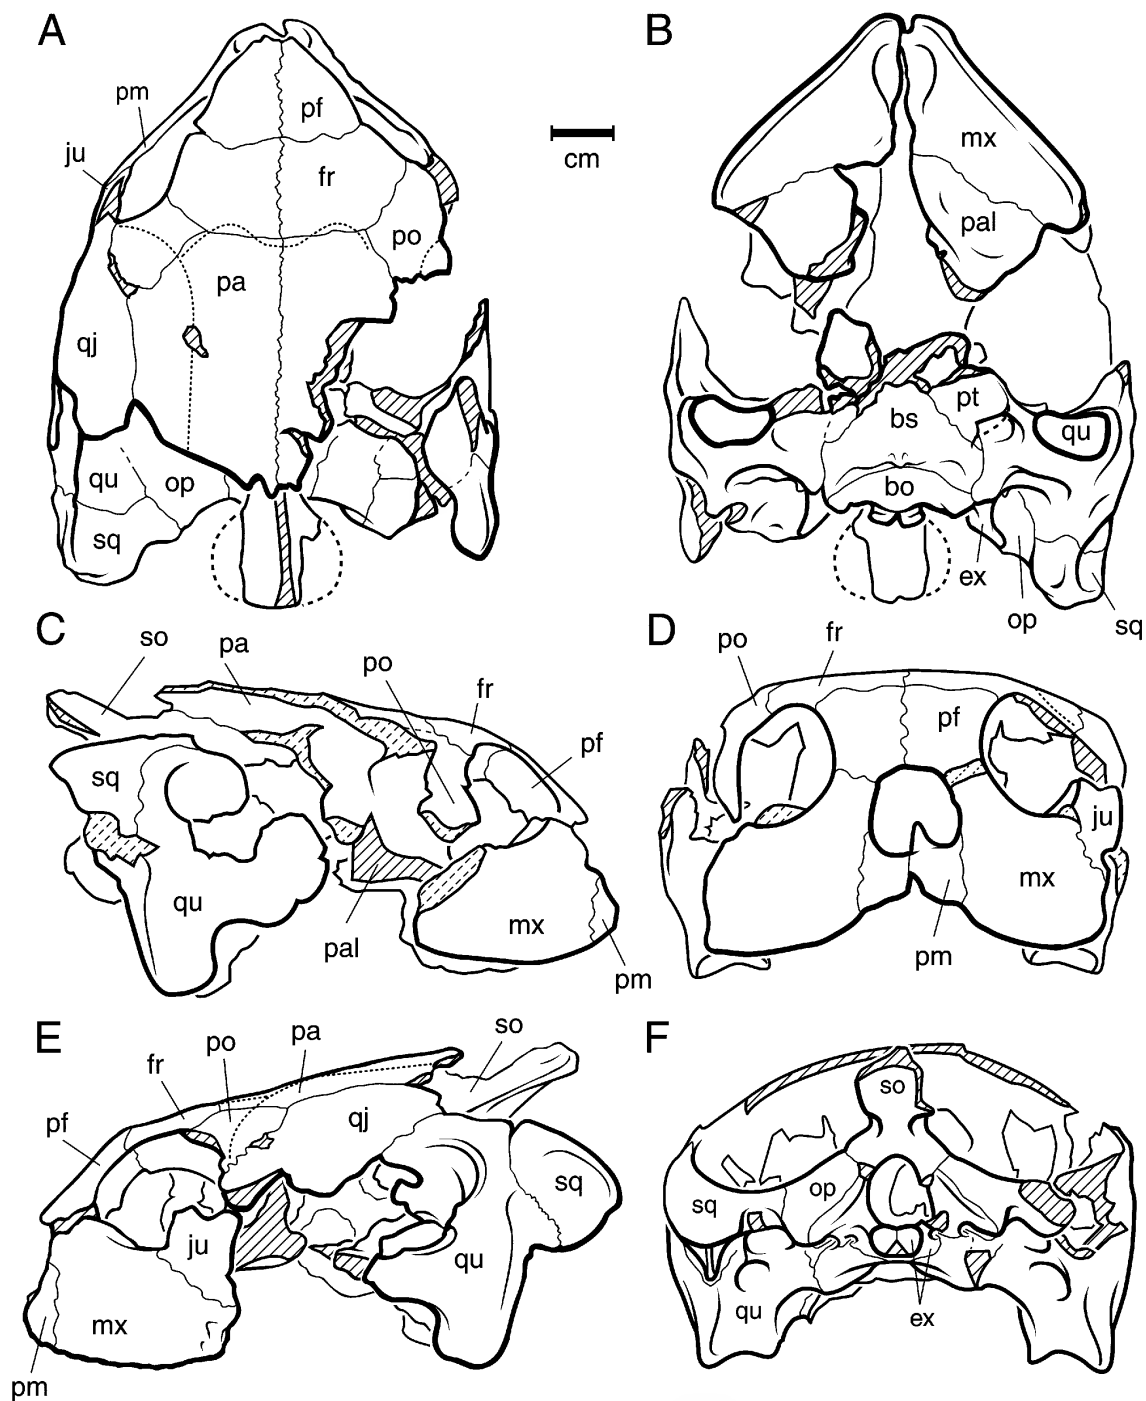 A
pm
pf
ju
fr
po
pa
qj
qu
op
sq
cm
B
mx
pal
pt
bs
qu
bo
ex
op
sq
C
so
pa
po
fr
pf
sq
qu
pal
mx
pm
D
po
fr
pf
ju
mx
pm
E
fr
po
pa
so
pf
qj
sq
ju
qu
mx
pm
F
so
op
sq
qu
ex